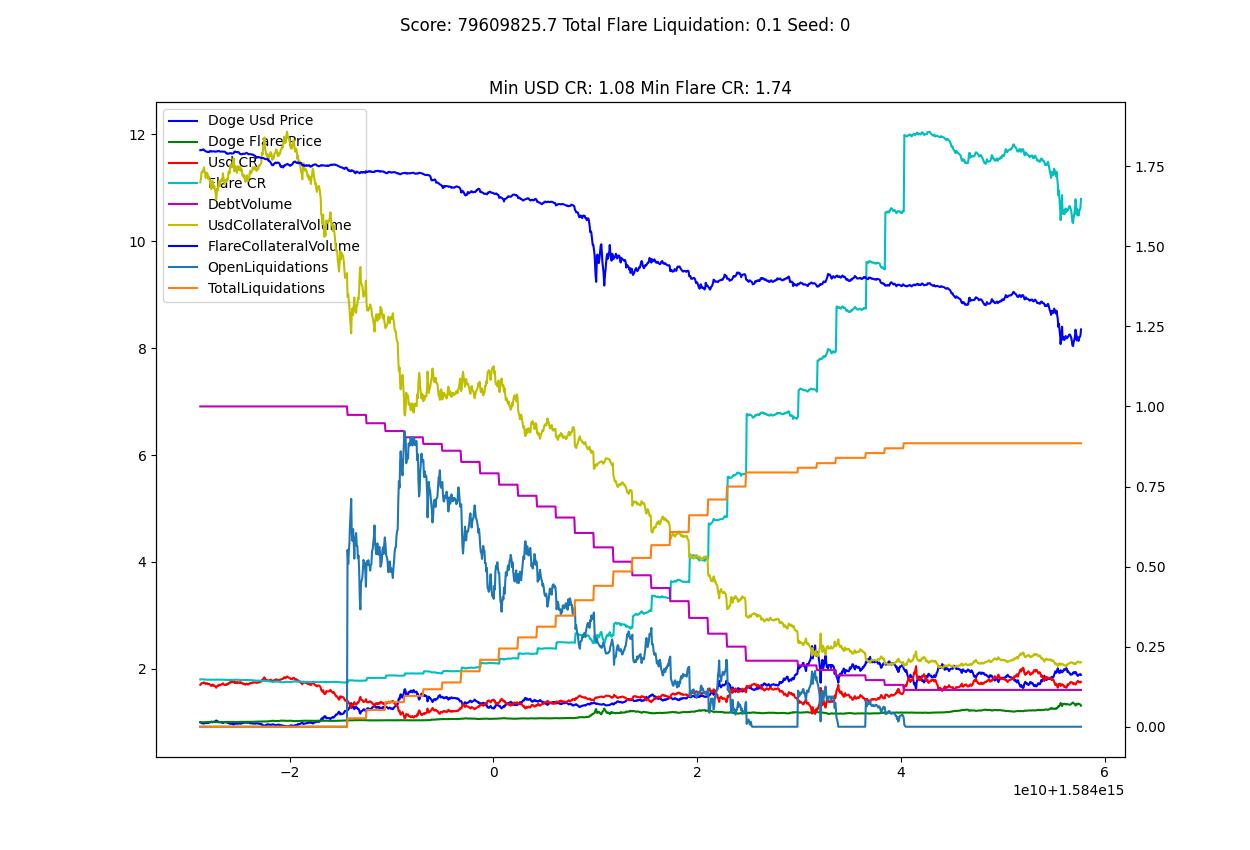 Score: 79609825.7 Total Flare Liquidation: 0.1 Seed: 0
Min USD CR: 1.08 Min Flare CR: 1.74
Doge Usd Price
Doge Flare Price
Usd CR
Flare CR
DebtVolume
UsdCollateralVolume
FlareCollateralVolume
OpenLiquidations
TotalLiquidations
12
10
8
6
4
2
1.75
1.50
1.25
1.00
0.75
0.50
0.25
0.00
−2
0
2
4
6
1e10+1.584e15